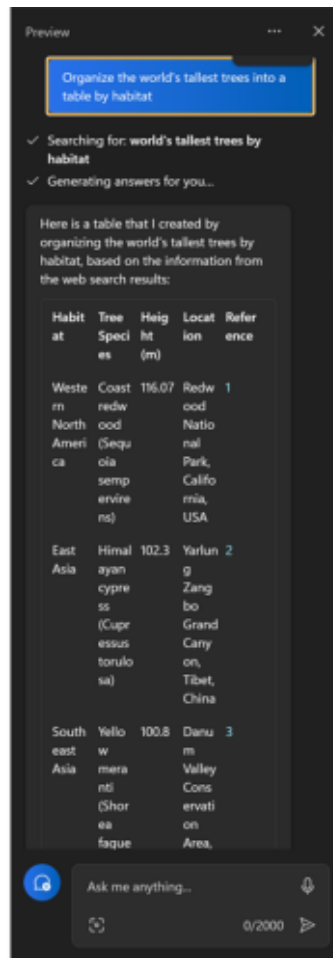 Preview
Organize the world's tallest trees into a
table by habitat
Searching for: world's tallest trees by
habitat
Generating answers for you...
Here is a table that I created by
organizing the world's tallest trees by
habitat, based on the information from
the web search results:
Habit Tree Heig Locat Refer
at Speci ht ion ence
es (m)
Weste Coast 116.07 Redw 1
rn redw ood
North ood Natio
Ameri (Sequ nal
ca oia Park,
semp Califo
ervire rnia,
ns) USA
East Himal 102.3 Yarlun 2
Asia ayan g
cypre Zang
ss bo
(Cupr Grand
essus Cany
torulo on,
sa) Tibet,
China
South Yello 100.8 Danu 3
east w m
Asia mera Valley
nti Cons
(Shor ervati
ea on
fague Area,
Ask me anything...
0/2000